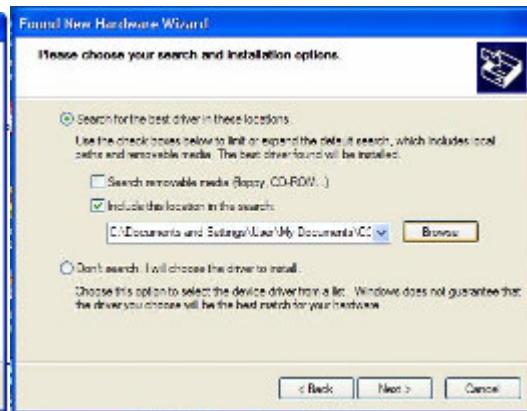 Found New Hardware Wizard
Please choose your search and installation options.
Search for the best driver in these locations.
Use the check boxes below to limit or expand the default search, which includes local
paths and removable media. The best driver found will be installed.
Search removable media (floppy, CD-ROM...)
Include this location in the search:
C:\Documents and Settings\User\My Documents\
Browse
Don't search. I will choose the driver to install.
Choose this option to select the device driver from a list. Windows does not guarantee that
the driver you choose will be the best match for your hardware.
< Back
Next >
Cancel